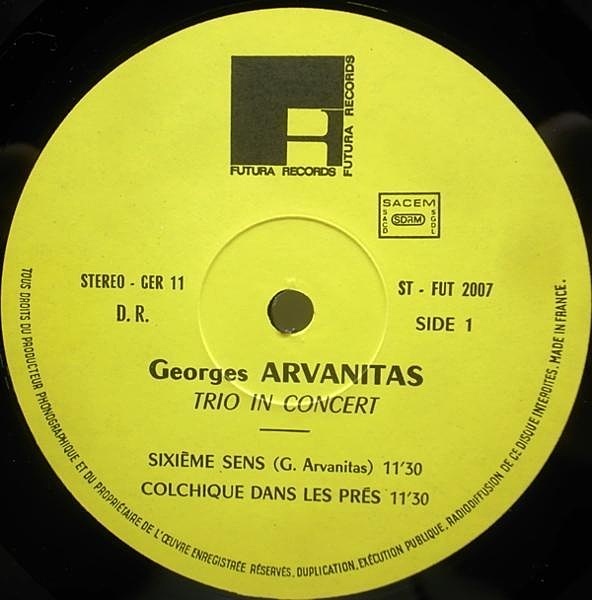 FUTURA RECORDS
FUTURA RECORDS
SACEM
SACD
SDRM
SGDL
STEREO - GER 11
D. R.
ST - FUT 2007
SIDE 1
Georges ARVANITAS
TRIO IN CONCERT
SIXIÈME SENS (G. Arvanitas) 11'30
COLCHIQUE DANS LES PRÉS 11'30
TOUS DROITS DU PRODUCTEUR PHONOGRAPHIQUE ET DU PROPRIÉTAIRE DE L'ŒUVRE ENREGISTRÉE RÉSERVÉS, DUPLICATION, EXÉCUTION PUBLIQUE, RADIODIFFUSION DE CE DISQUE INTERDITES. MADE IN FRANCE.